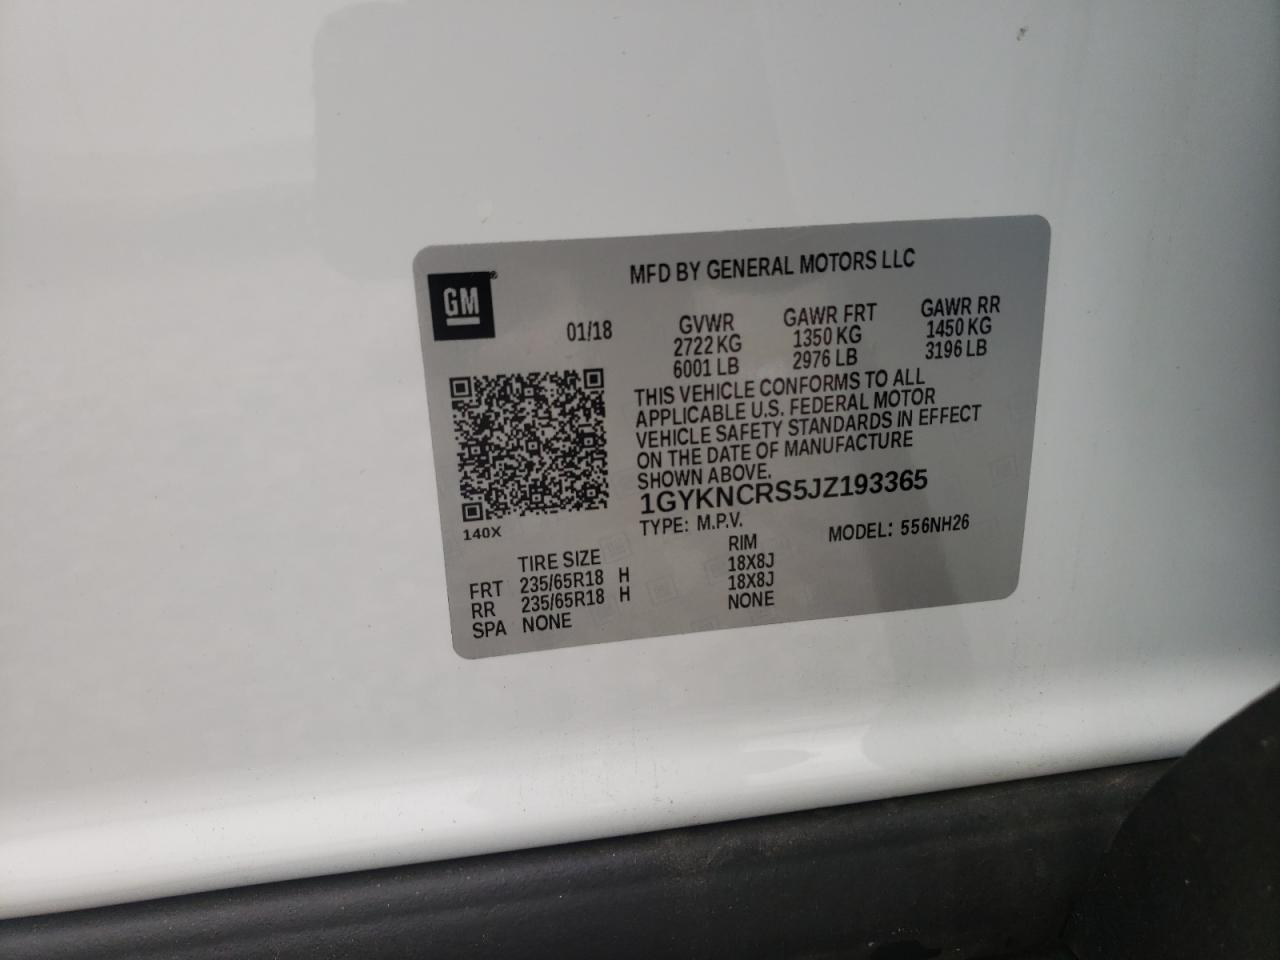 MFD BY GENERAL MOTORS LLC
GM®
01/18
GVWR GAWR FRT GAWR RR
2722 KG 1350 KG 1450 KG
6001 LB 2976 LB 3196 LB
THIS VEHICLE CONFORMS TO ALL
APPLICABLE U.S. FEDERAL MOTOR
VEHICLE SAFETY STANDARDS IN EFFECT
ON THE DATE OF MANUFACTURE
SHOWN ABOVE.
1GYKNCRS5JZ193365
140X
TYPE: M.P.V. MODEL: 556NH26
TIRE SIZE RIM
FRT 235/65R18 H 18X8J
RR 235/65R18 H 18X8J
SPA NONE NONE